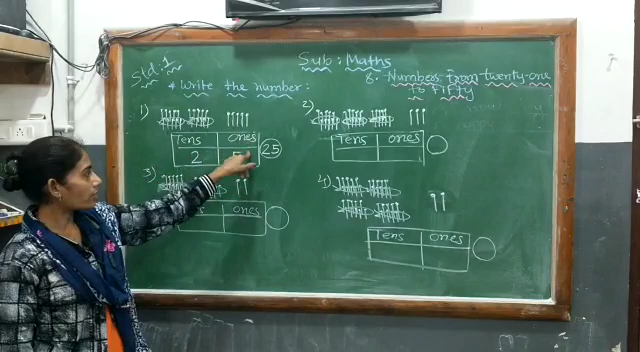 Std: 1
Sub: Maths
8. Numbers from twenty-one
To Fifty
* Write the number:
1)
Tens ones
2 25
2)
Tens ones
3)
ones
4)
Tens ones